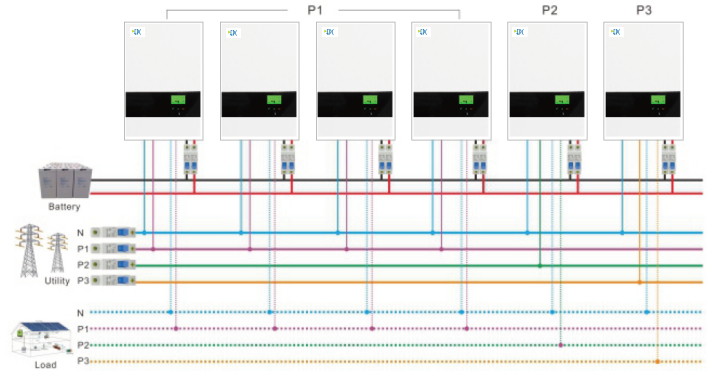 P1 P2 P3
Battery
N
P1
P2
Utility P3
N
P1
P2
Load P3